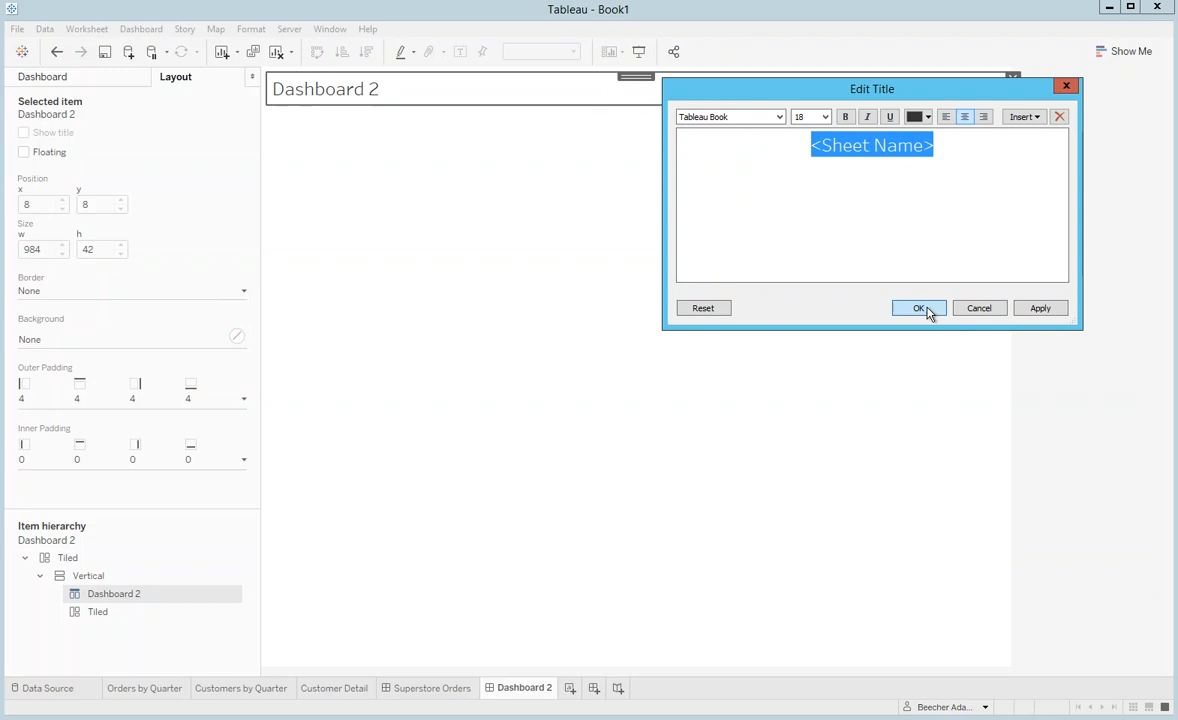 Tableau - Book1
File Data Worksheet Dashboard Story Map Format Server Window Help
Show Me
Dashboard Layout
Selected item
Dashboard 2
Show title
Floating
Position
x y
8 8
Size
w h
984 42
Border
None
Background
None
Outer Padding
4 4 4 4
Inner Padding
0 0 0 0
Item hierarchy
Dashboard 2
Tiled
Vertical
Dashboard 2
Tiled
Dashboard 2
Edit Title
Tableau Book 18 B I U Insert
<Sheet Name>
Reset OK Cancel Apply
Data Source Orders by Quarter Customers by Quarter Customer Detail Superstore Orders Dashboard 2
Beecher Ada...